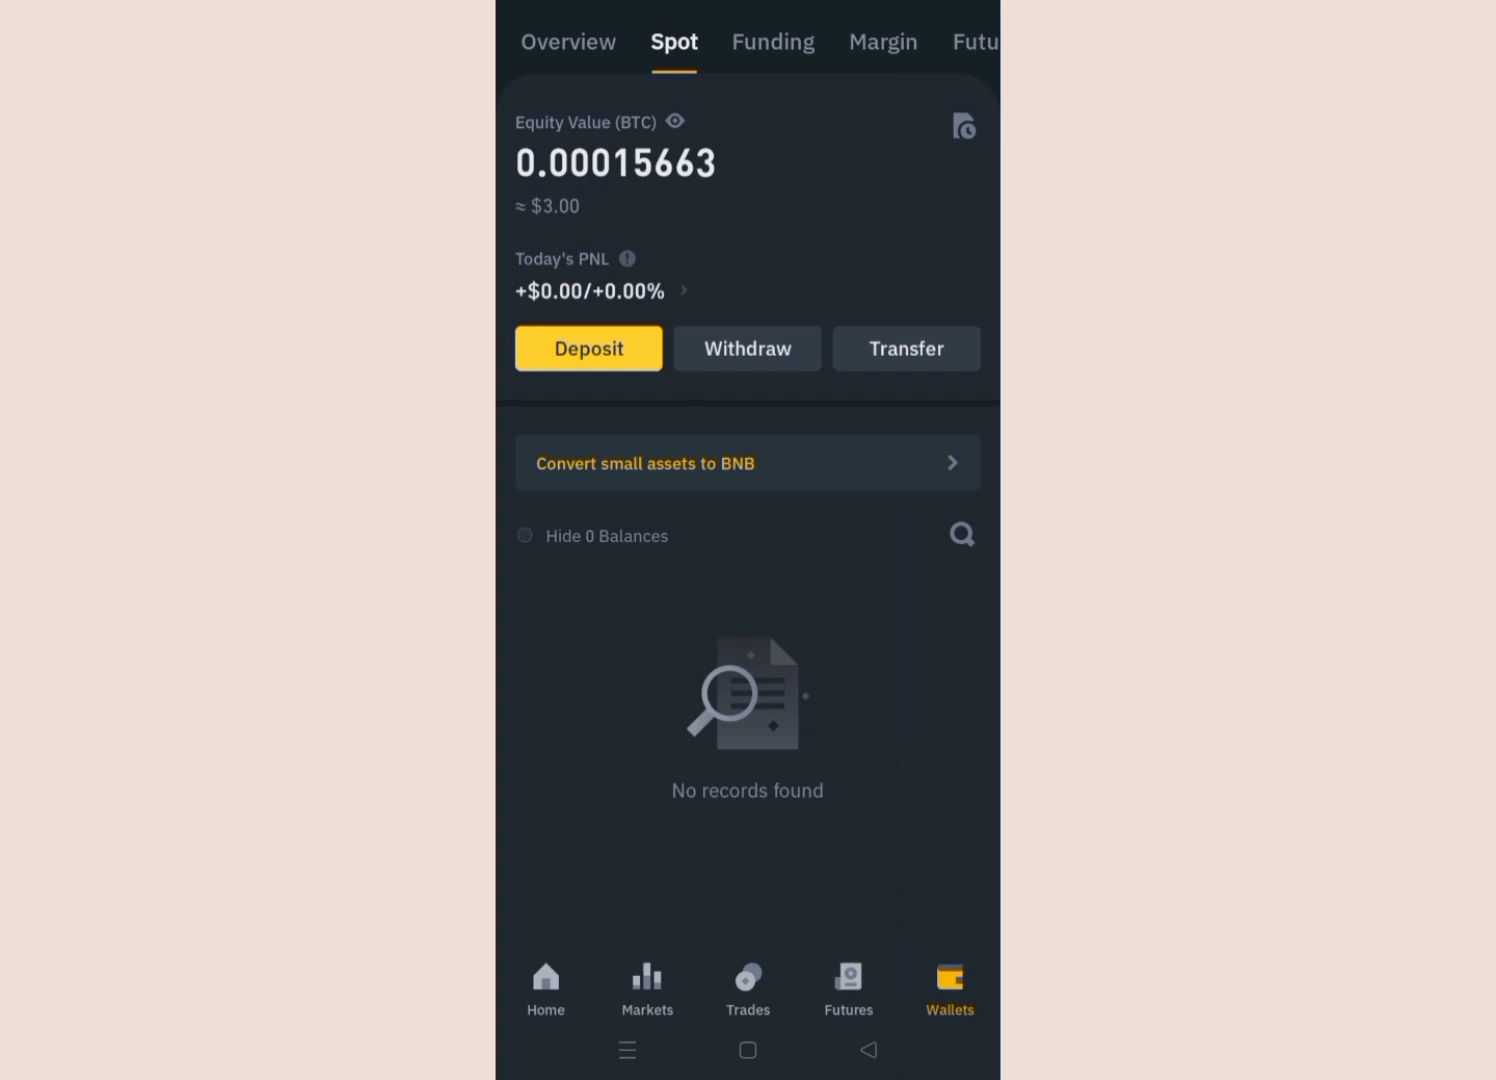 Overview Spot Funding Margin Futu
Equity Value (BTC)
0.00015663
≈ $3.00
Today's PNL
+$0.00/+0.00%
Deposit Withdraw Transfer
Convert small assets to BNB
Hide 0 Balances
No records found
Home Markets Trades Futures Wallets